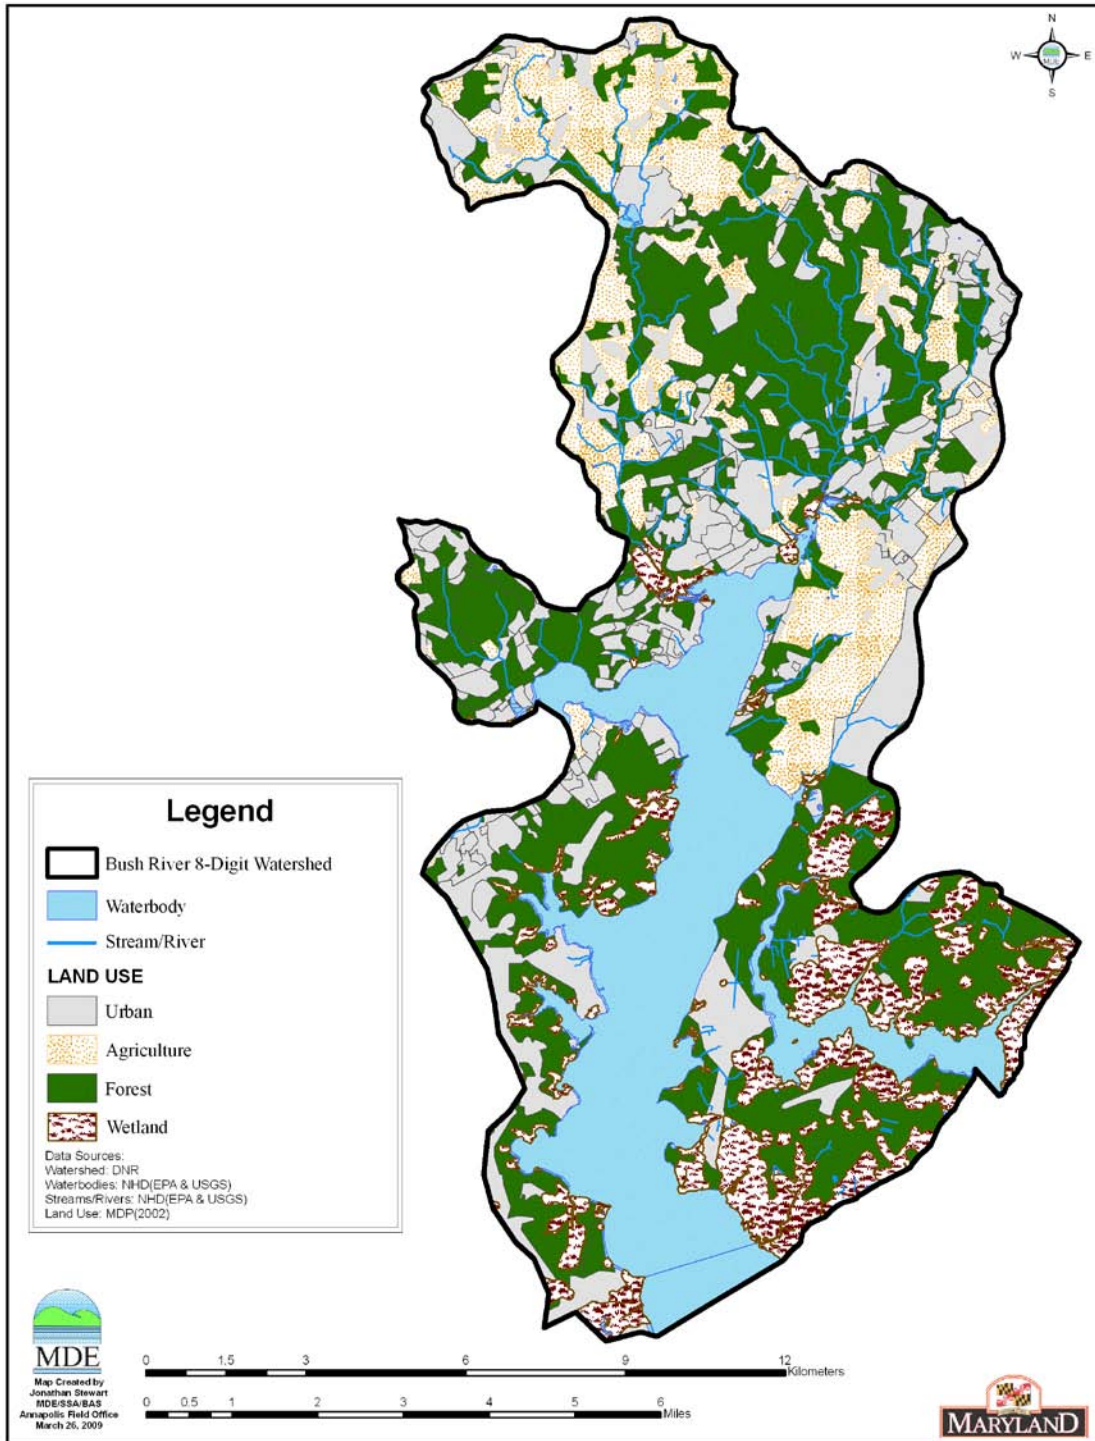 N
W E
S
Legend
Bush River 8-Digit Watershed
Waterbody
Stream/River
LAND USE
Urban
Agriculture
Forest
Wetland
Data Sources:
Watershed: DNR
Waterbodies: NHD(EPA & USGS)
Streams/Rivers: NHD(EPA & USGS)
Land Use: MDP(2002)
MDE
Map Created by
Jonathan Stewart
MDE/SSA/BAS
Annapolis Field Office
March 26, 2009
0 1.5 3 6 9 12
Kilometers
0 0.5 1 2 3 4 5 6
Miles
MARYLAND